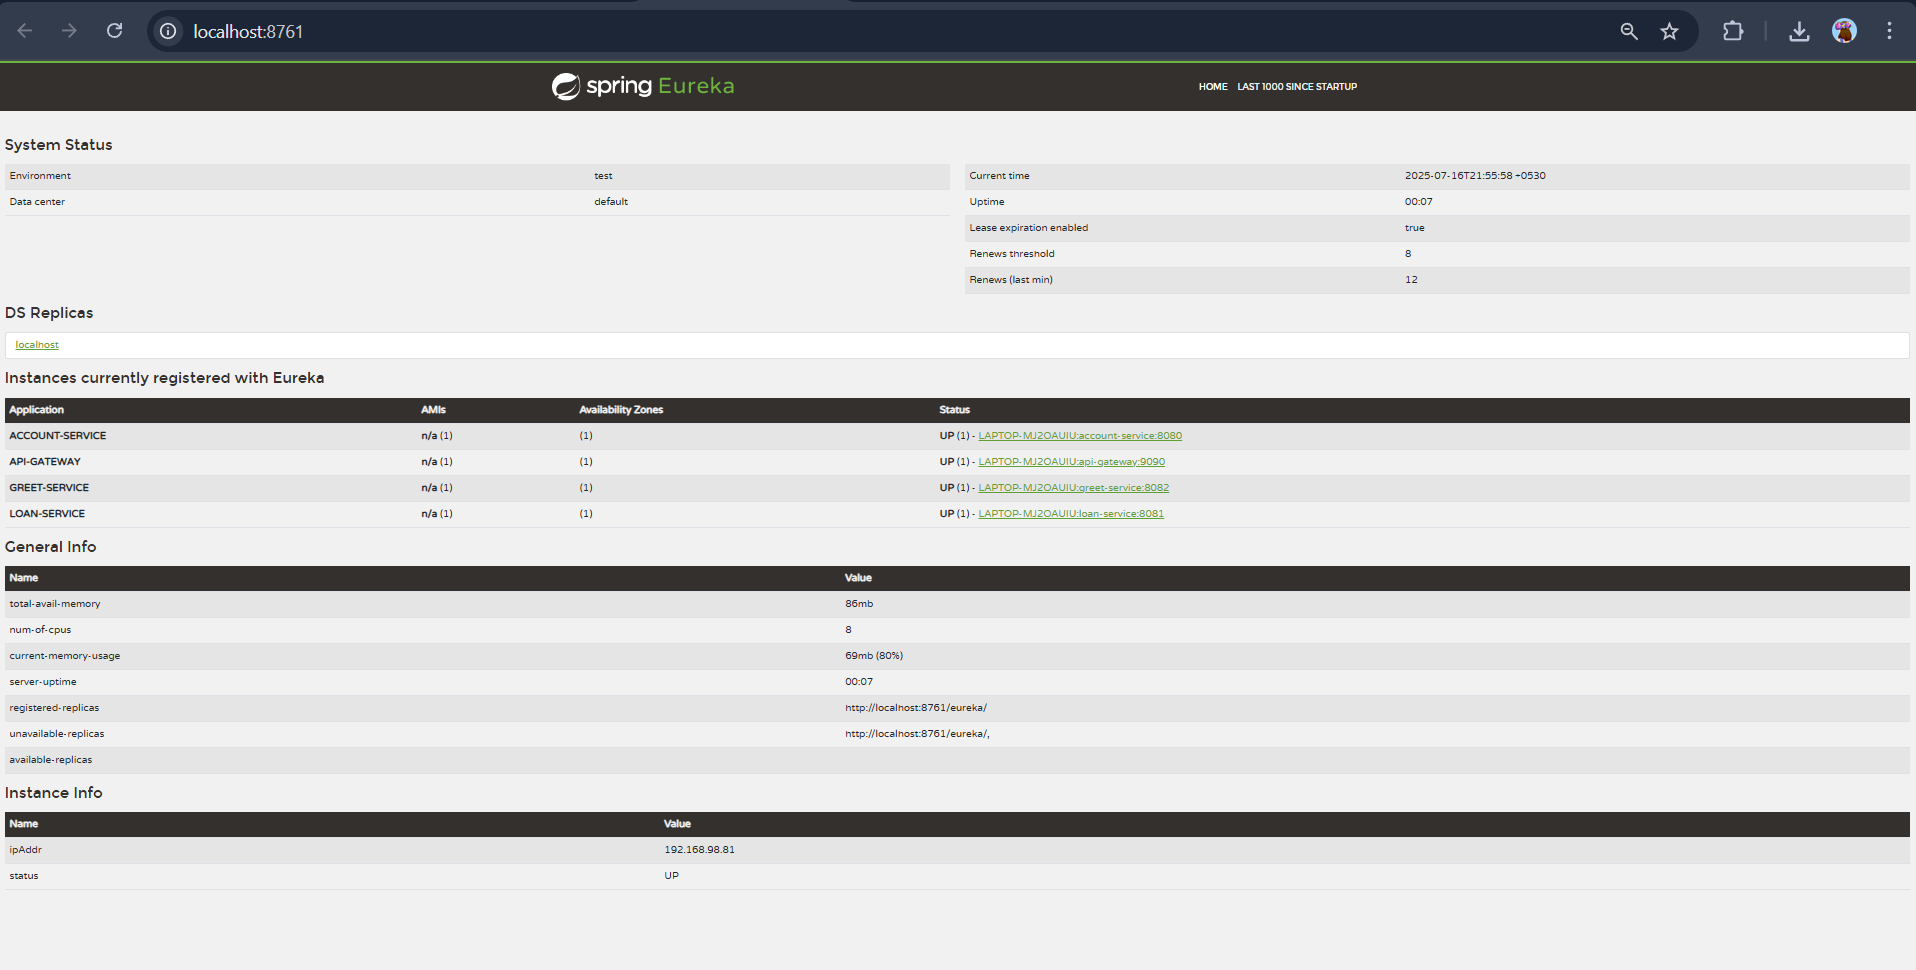 localhost:8761
spring Eureka
HOME LAST 1000 SINCE STARTUP
System Status
Environment test
Data center default
Current time 2025-07-16T21:55:58 +0530
Uptime 00:07
Lease expiration enabled true
Renews threshold 8
Renews (last min) 12
DS Replicas
localhost
Instances currently registered with Eureka
Application AMIs Availability Zones Status
ACCOUNT-SERVICE n/a (1) (1) UP (1) - LAPTOP-MJ2OAUIU:account-service:8080
API-GATEWAY n/a (1) (1) UP (1) - LAPTOP-MJ2OAUIU:api-gateway:9090
GREET-SERVICE n/a (1) (1) UP (1) - LAPTOP-MJ2OAUIU:greet-service:8082
LOAN-SERVICE n/a (1) (1) UP (1) - LAPTOP-MJ2OAUIU:loan-service:8081
General Info
Name Value
total-avail-memory 86mb
num-of-cpus 8
current-memory-usage 69mb (80%)
server-uptime 00:07
registered-replicas http://localhost:8761/eureka/
unavailable-replicas http://localhost:8761/eureka/,
available-replicas
Instance Info
Name Value
ipAddr 192.168.98.81
status UP